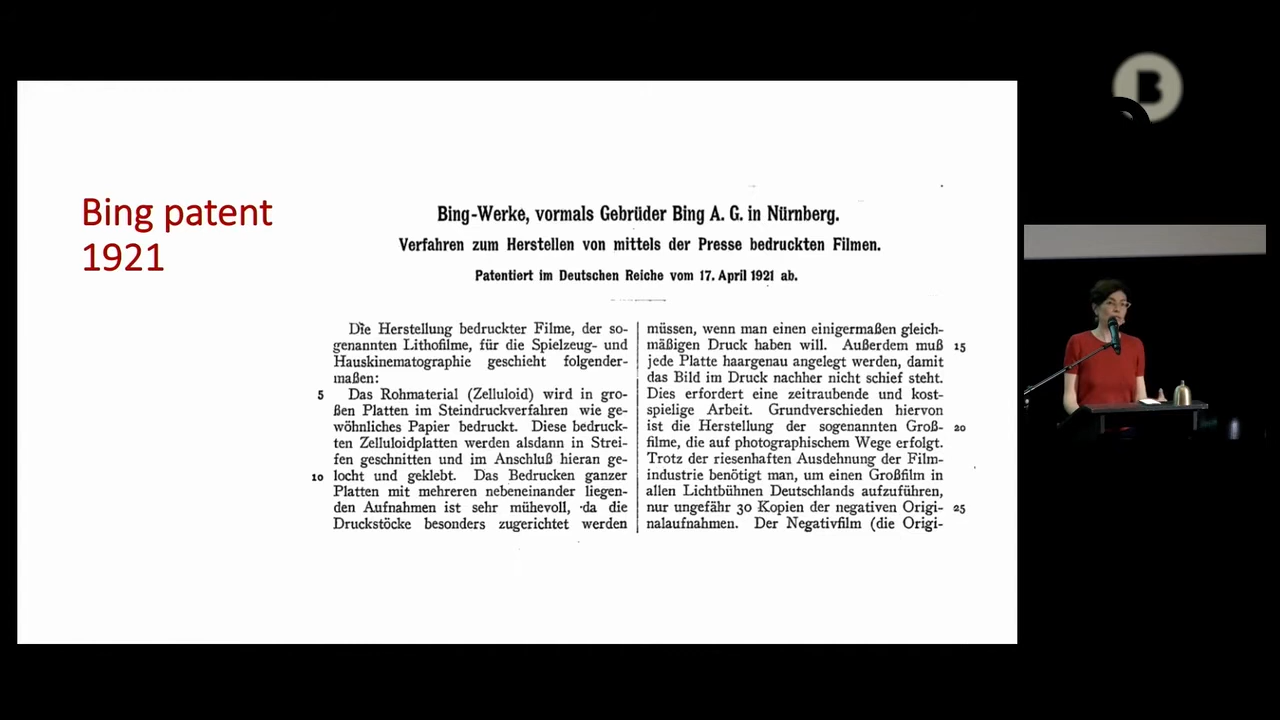 B
Bing patent
1921
Bing-Werke, vormals Gebrüder Bing A. G. in Nürnberg.
Verfahren zum Herstellen von mittels der Presse bedruckten Filmen.
Patentiert im Deutschen Reiche vom 17. April 1921 ab.
Die Herstellung bedruckter Filme, der so-
genannten Lithofilme, für die Spielzeug- und
Hauskinematographie geschieht folgender-
maßen:
5 Das Rohmaterial (Zelluloid) wird in gro-
ßen Platten im Steindruckverfahren wie ge-
wöhnliches Papier bedruckt. Diese bedruck-
ten Zelluloidplatten werden alsdann in Strei-
fen geschnitten und im Anschluß hieran ge-
10 locht und geklebt. Das Bedrucken ganzer
Platten mit mehreren nebeneinander liegen-
den Aufnahmen ist sehr mühevoll, da die
Druckstöcke besonders zugerichtet werden
müssen, wenn man einen einigermaßen gleich-
mäßigen Druck haben will. Außerdem muß 15
jede Platte haargenau angelegt werden, damit
das Bild im Druck nachher nicht schief steht.
Dies erfordert eine zeitraubende und kost-
spielige Arbeit. Grundverschieden hiervon
ist die Herstellung der sogenannten Groß- 20
filme, die auf photographischem Wege erfolgt.
Trotz der riesenhaften Ausdehnung der Film-
industrie benötigt man, um einen Großfilm in
allen Lichtbühnen Deutschlands aufzuführen,
nur ungefähr 30 Kopien der negativen Origi- 25
nalaufnahmen. Der Negativfilm (die Origi-